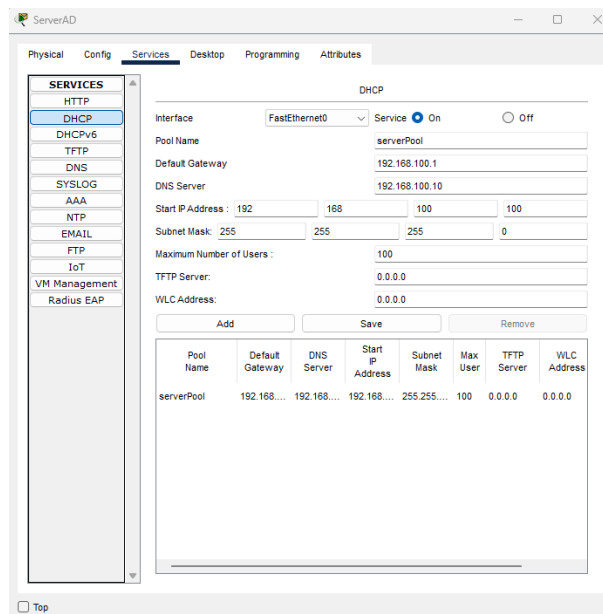 ServerAD
Physical Config Services Desktop Programming Attributes
SERVICES
HTTP
DHCP
DHCPv6
TFTP
DNS
SYSLOG
AAA
NTP
EMAIL
FTP
IoT
VM Management
Radius EAP
DHCP
Interface FastEthernet0 Service On Off
Pool Name serverPool
Default Gateway 192.168.100.1
DNS Server 192.168.100.10
Start IP Address : 192 168 100 100
Subnet Mask: 255 255 255 0
Maximum Number of Users : 100
TFTP Server: 0.0.0.0
WLC Address: 0.0.0.0
Add Save Remove
Pool Name Default Gateway DNS Server Start IP Address Subnet Mask Max User TFTP Server WLC Address
serverPool 192.168.... 192.168.... 192.168.... 255.255.... 100 0.0.0.0 0.0.0.0
Top